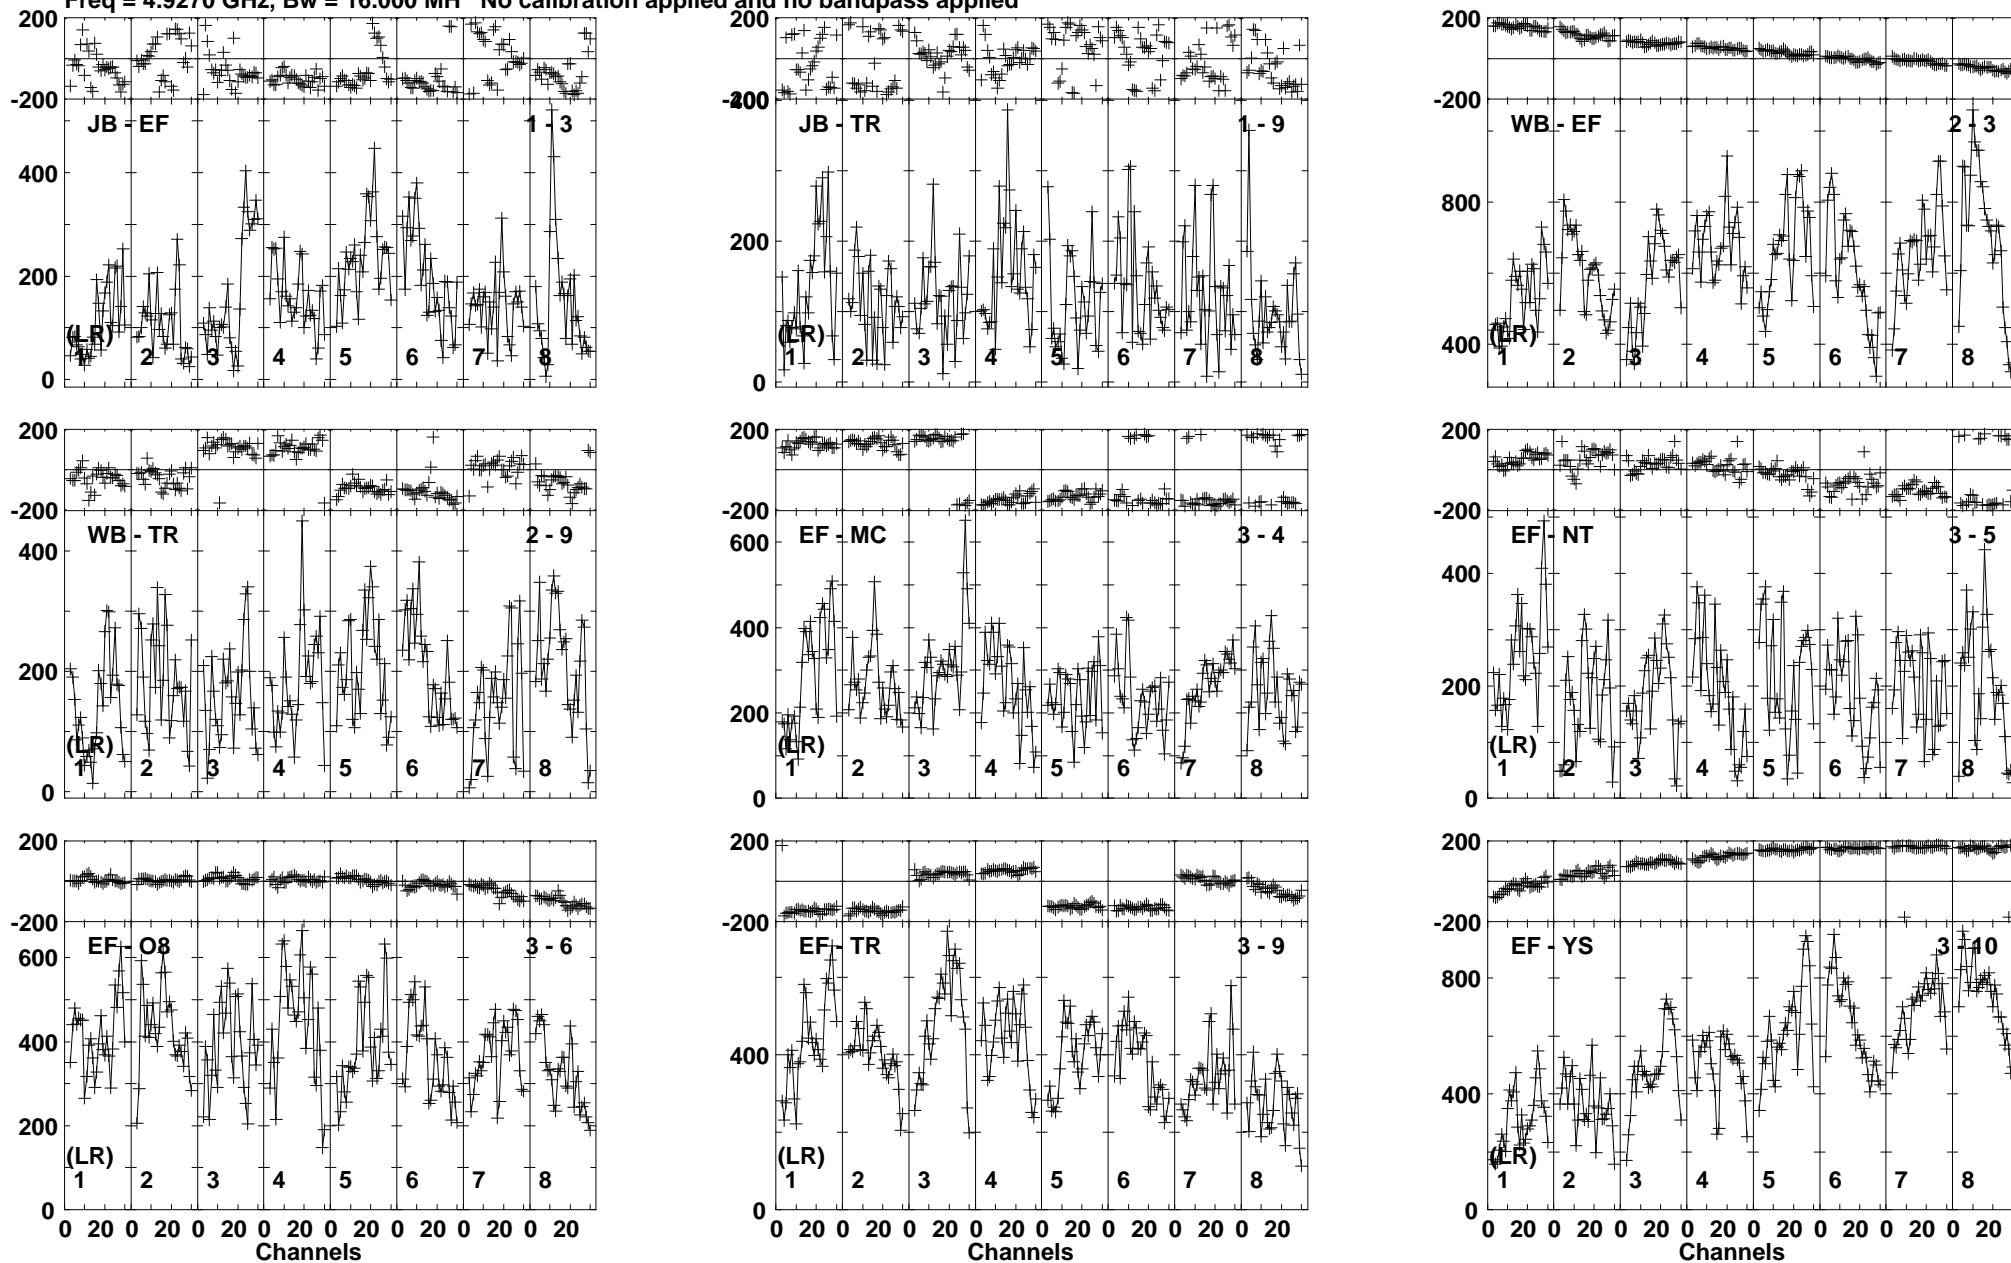 Freq = 4.9270 GHz, Bw = 16.000 MH No calibration applied and no bandpass applied
200
-200
JB - EF
1 - 3
400
200
0
(LR)
1 2 3 4 5 6 7 8
200
-200
400
JB - TR
1 - 9
200
0
(LR)
1 2 3 4 5 6 7 8
200
-200
WB - EF
2 - 3
800
400
(LR)
1 2 3 4 5 6 7 8
200
-200
WB - TR
2 - 9
400
200
0
(LR)
1 2 3 4 5 6 7 8
200
-200
EF - MC
3 - 4
600
400
200
0
(LR)
1 2 3 4 5 6 7 8
200
-200
EF - NT
3 - 5
400
200
0
(LR)
1 2 3 4 5 6 7 8
200
-200
EF - O8
3 - 6
600
400
200
0
(LR)
1 2 3 4 5 6 7 8
0 20 0 20 0 20 0 20 0 20 0 20 0 20 0 20
Channels
200
-200
EF - TR
3 - 9
400
0
(LR)
1 2 3 4 5 6 7 8
0 20 0 20 0 20 0 20 0 20 0 20 0 20 0 20
200
-200
EF - YS
3 - 10
800
400
0
(LR)
1 2 3 4 5 6 7 8
0 20 0 20 0 20 0 20 0 20 0 20 0 20 0 20
Channels